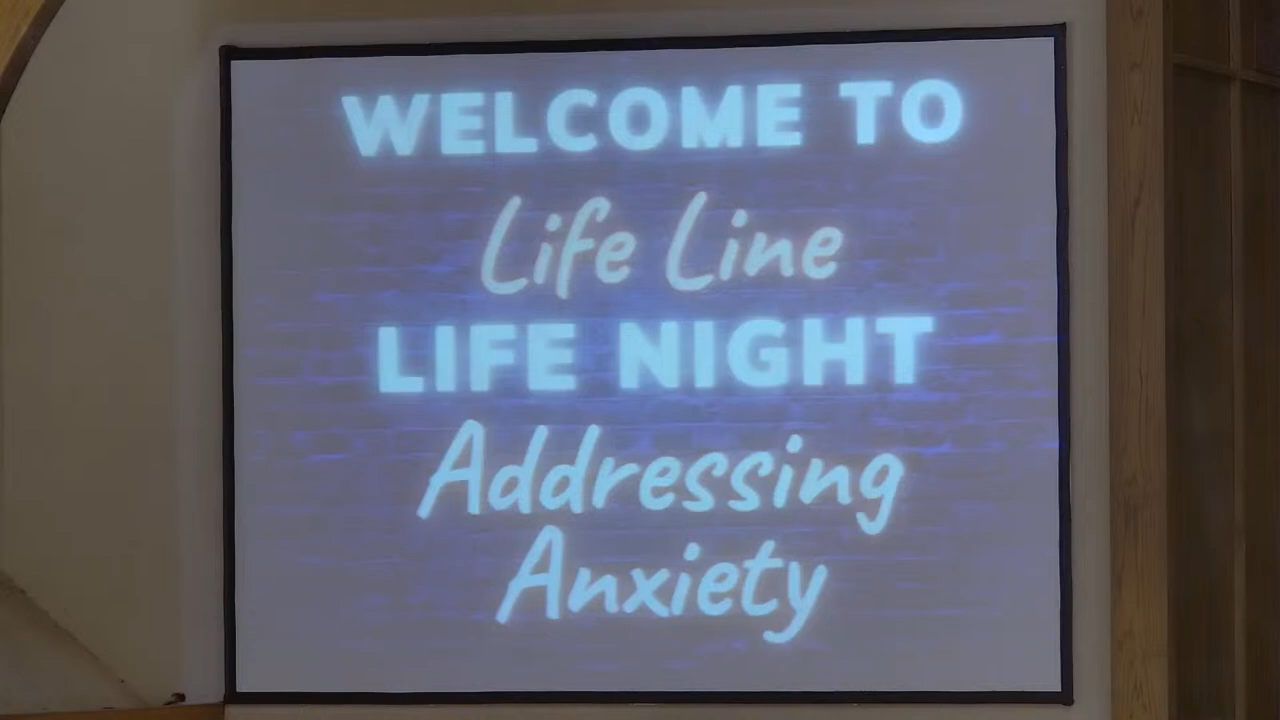 WELCOME TO
Life Line
LIFE NIGHT
Addressing
Anxiety